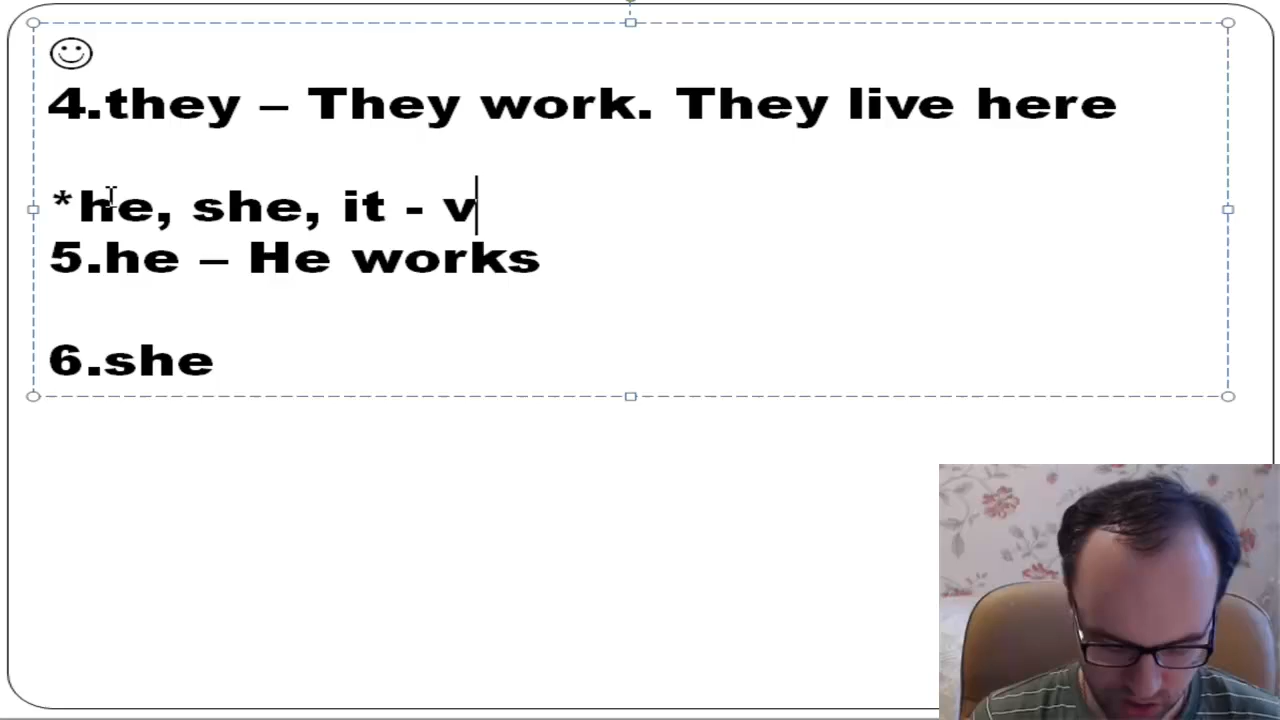 4.they – They work. They live here
*he, she, it - v
5.he – He works
6.she